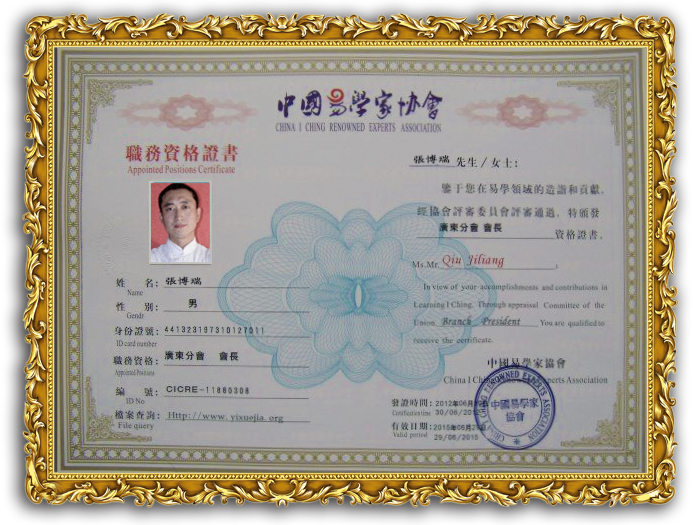 中國易學家协會
CHINA I CHING RENOWNED EXPERTS ASSOCIATION
職務資格證書
Appointed Positions Certificate
姓 名: 張博瑞
Name
性 別: 男
Gendr
身份證號: 441323197310127011
ID card number
職務資格: 廣東分會 會長
Appointed Positions
編 號: CICRE-11880308
ID No
檔案查詢: Http://www.yixuejia.org
File query
張博瑞 先生/女士:
鉴于您在易學領域的造詣和貢獻,
經協會評審委員會評審通過,特頒發
廣東分會 會長 資格證書。
Ms.Mr. Qiu Jiliang :
In view of your accomplishments and contributions in
Learning I Ching. Through appraisal Committee of the
Union Branch President You are qualified to
receive the certificate.
中國易學家協會
China I Ching Renowned Experts Association
發證時間: 2012年06月
Certification time 30/06/2012
有效日期: 2015年06月29日
Valid period 29/06/2015
CHINA I CHING RENOWNED EXPERTS ASSOCIATION
中國易學家
協會